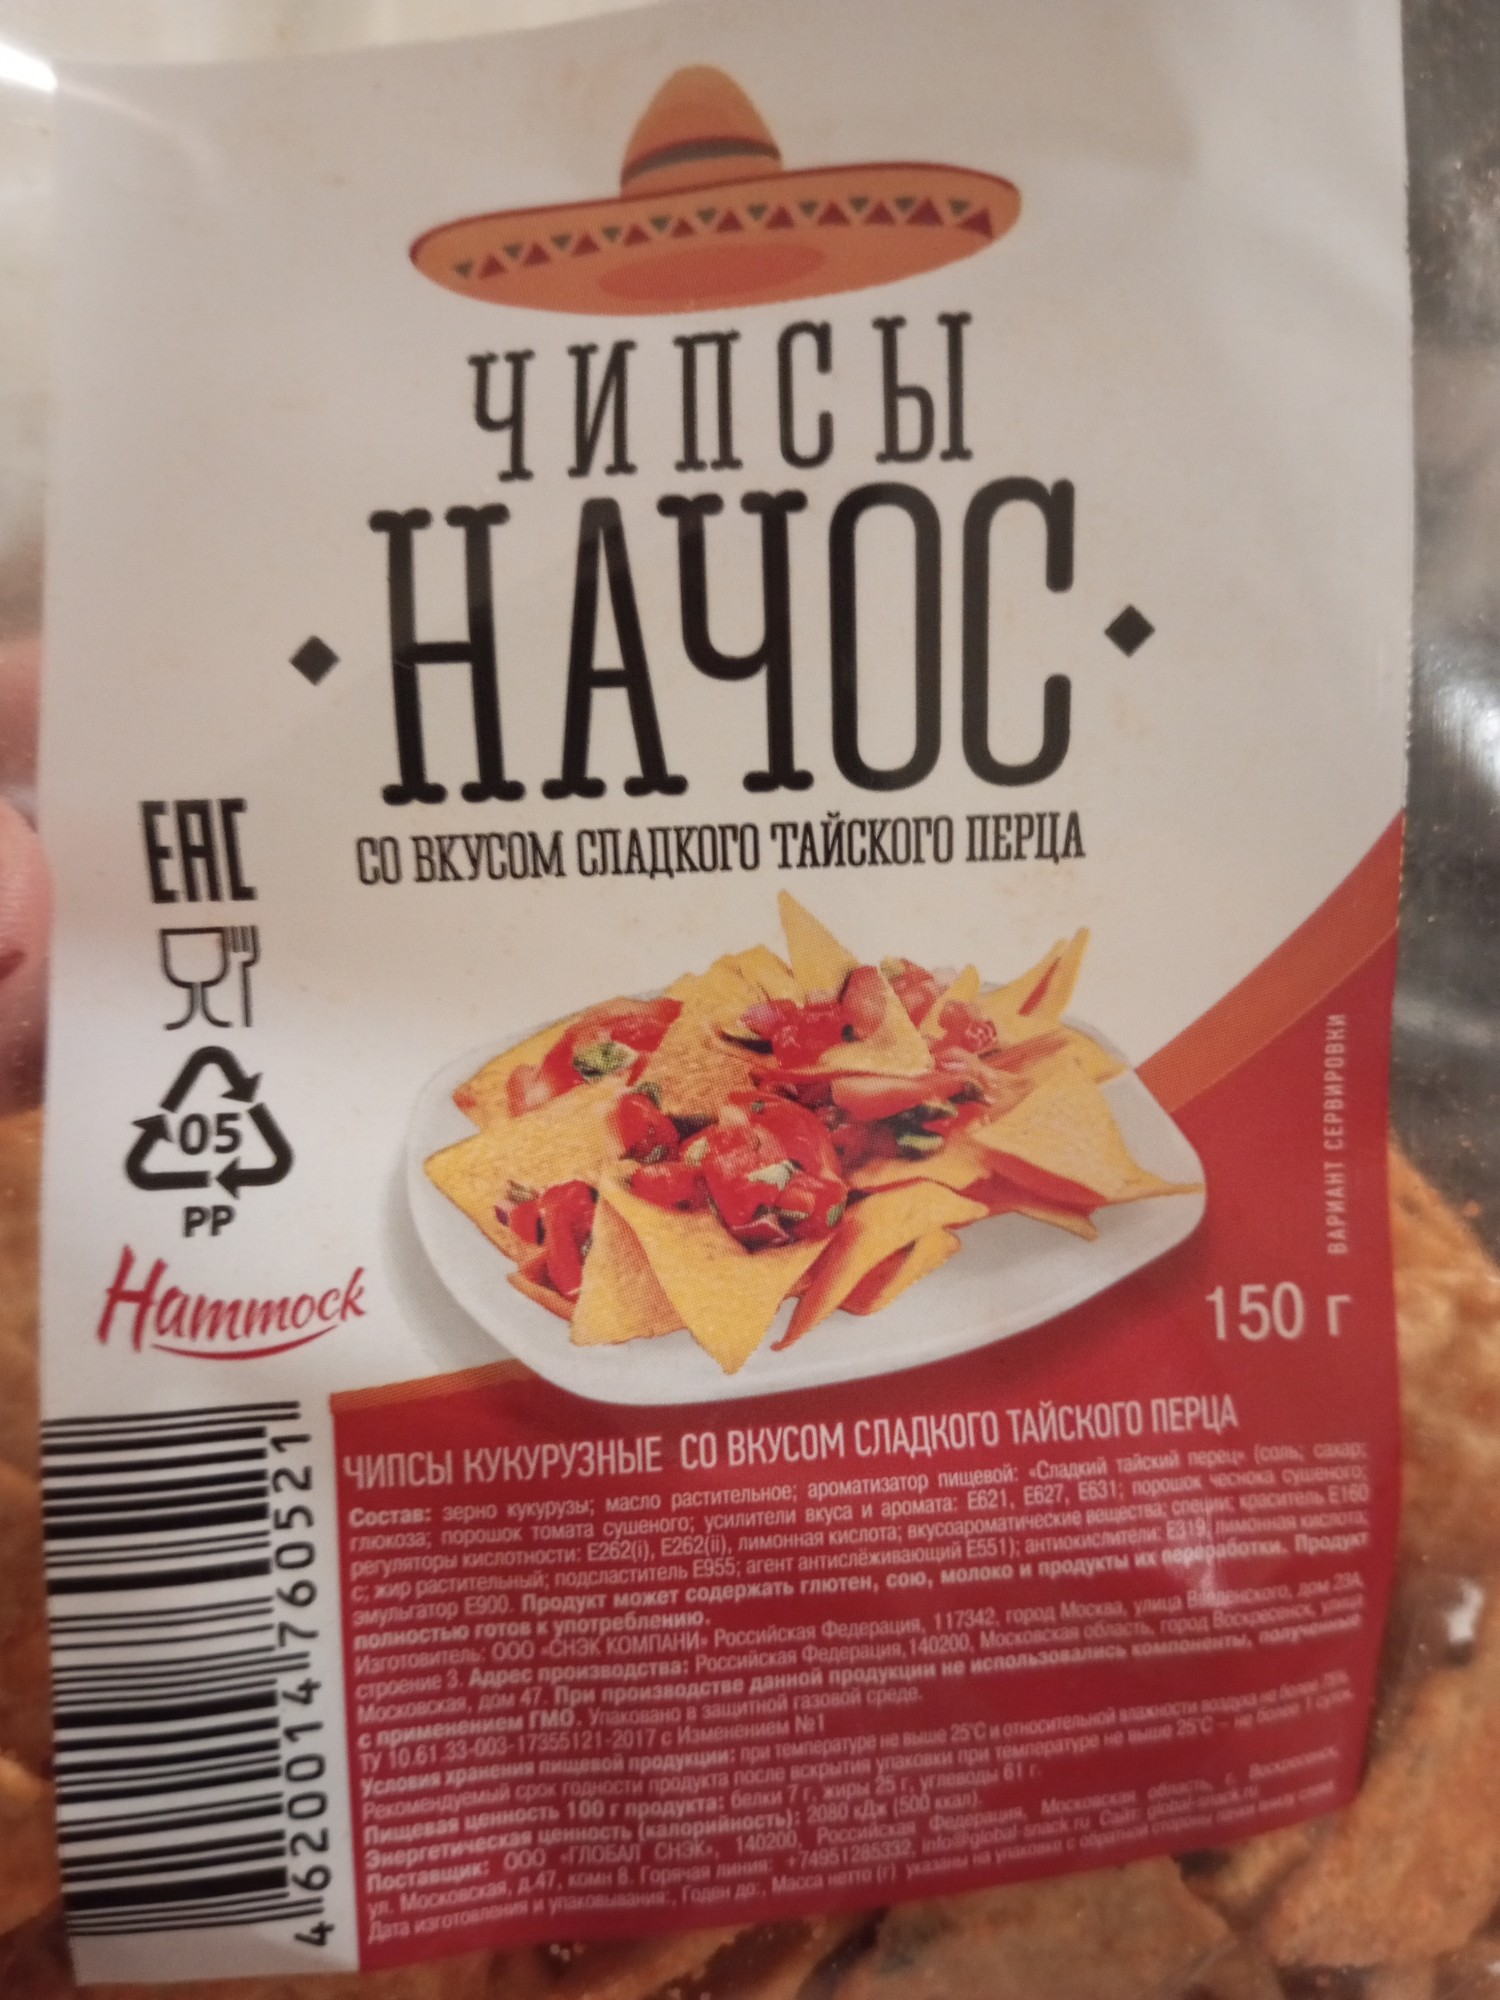 ЧИПСЫ
НАЧОС
СО ВКУСОМ СЛАДКОГО ТАЙСКОГО ПЕРЦА
EAC
05
PP
Hammock
ВАРИАНТ СЕРВИРОВКИ
150 г
4620014760521
ЧИПСЫ КУКУРУЗНЫЕ СО ВКУСОМ СЛАДКОГО ТАЙСКОГО ПЕРЦА
Состав: зерно кукурузы; масло растительное; ароматизатор пищевой: «Сладкий тайский перец» (соль; сахар;
глюкоза; порошок томата сушеного; усилители вкуса и аромата: Е621, Е627, Е631; порошок чеснока сушеного;
регуляторы кислотности: Е262(i), Е262(ii), лимонная кислота; вкусоароматические вещества; специи; краситель Е160
с; жир растительный; подсластитель Е955; агент антислёживающий Е551); антиокислители: Е319, лимонная кислота;
эмульгатор Е900. Продукт может содержать глютен, сою, молоко и продукты их переработки. Продукт
полностью готов к употреблению.
Изготовитель: ООО «СНЭК КОМПАНИ» Российская Федерация, 117342, город Москва, улица Введенского, дом 23А,
строение 3. Адрес производства: Российская Федерация, 140200, Московская область, город Воскресенск, улица
Московская, дом 47. При производстве данной продукции не использовались компоненты, полученные
с применением ГМО. Упаковано в защитной газовой среде.
ТУ 10.61.33-003-17355121-2017 с Изменением №1
Условия хранения пищевой продукции: при температуре не выше 25°С и относительной влажности воздуха не более 75%.
Рекомендуемый срок годности продукта после вскрытия упаковки при температуре не выше 25°С – не более 1 суток.
Пищевая ценность 100 г продукта: белки 7 г, жиры 25 г, углеводы 61 г.
Энергетическая ценность (калорийность): 2080 кДж (500 ккал).
Поставщик: ООО «ГЛОБАЛ СНЭК», 140200, Российская Федерация, Московская область, г. Воскресенск,
ул. Московская, д.47, комн 8. Горячая линия: +74951285332, info@global-snack.ru Сайт: global-snack.ru
Дата изготовления и упаковывания:, Годен до:, Масса нетто (г) указаны на упаковке с обратной стороны